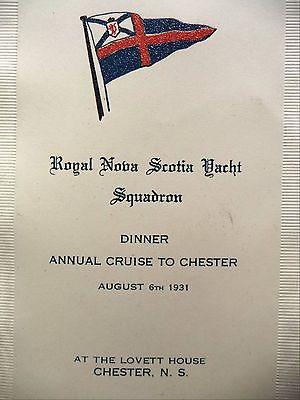 Royal Nova Scotia Yacht
Squadron
DINNER
ANNUAL CRUISE TO CHESTER
AUGUST 6TH 1931
AT THE LOVETT HOUSE
CHESTER, N. S.